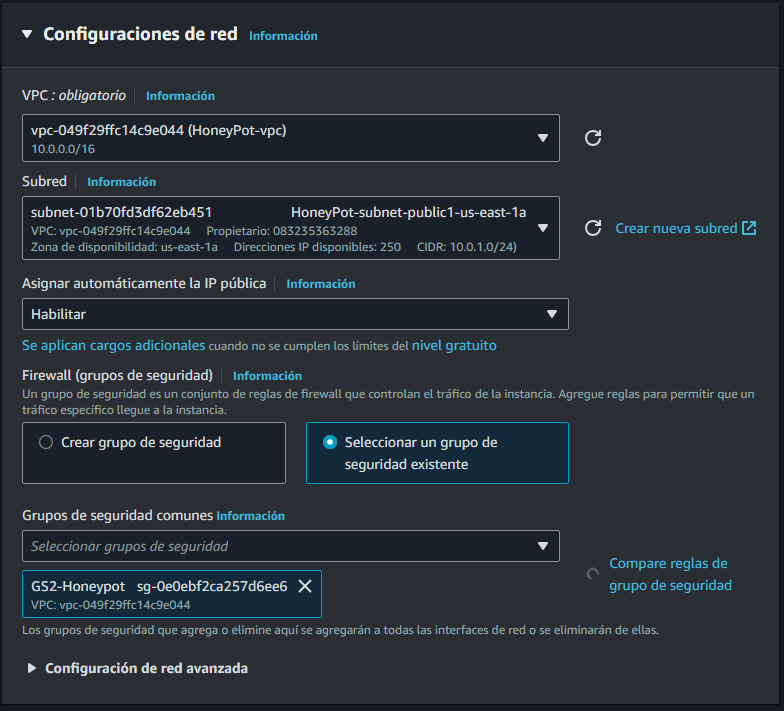 Configuraciones de red Información
VPC : obligatorio Información
vpc-049f29ffc14c9e044 (HoneyPot-vpc)
10.0.0.0/16
Subred Información
subnet-01b70fd3df62eb451 HoneyPot-subnet-public1-us-east-1a
VPC: vpc-049f29ffc14c9e044 Propietario: 083235363288
Zona de disponibilidad: us-east-1a Direcciones IP disponibles: 250 CIDR: 10.0.1.0/24)
Crear nueva subred
Asignar automáticamente la IP pública Información
Habilitar
Se aplican cargos adicionales cuando no se cumplen los límites del nivel gratuito
Firewall (grupos de seguridad) Información
Un grupo de seguridad es un conjunto de reglas de firewall que controlan el tráfico de la instancia. Agregue reglas para permitir que un
tráfico específico llegue a la instancia.
Crear grupo de seguridad
Seleccionar un grupo de
seguridad existente
Grupos de seguridad comunes Información
Seleccionar grupos de seguridad
GS2-Honeypot sg-0e0ebf2ca257d6ee6
VPC: vpc-049f29ffc14c9e044
Compare reglas de
grupo de seguridad
Los grupos de seguridad que agrega o elimine aquí se agregarán a todas las interfaces de red o se eliminarán de ellas.
Configuración de red avanzada